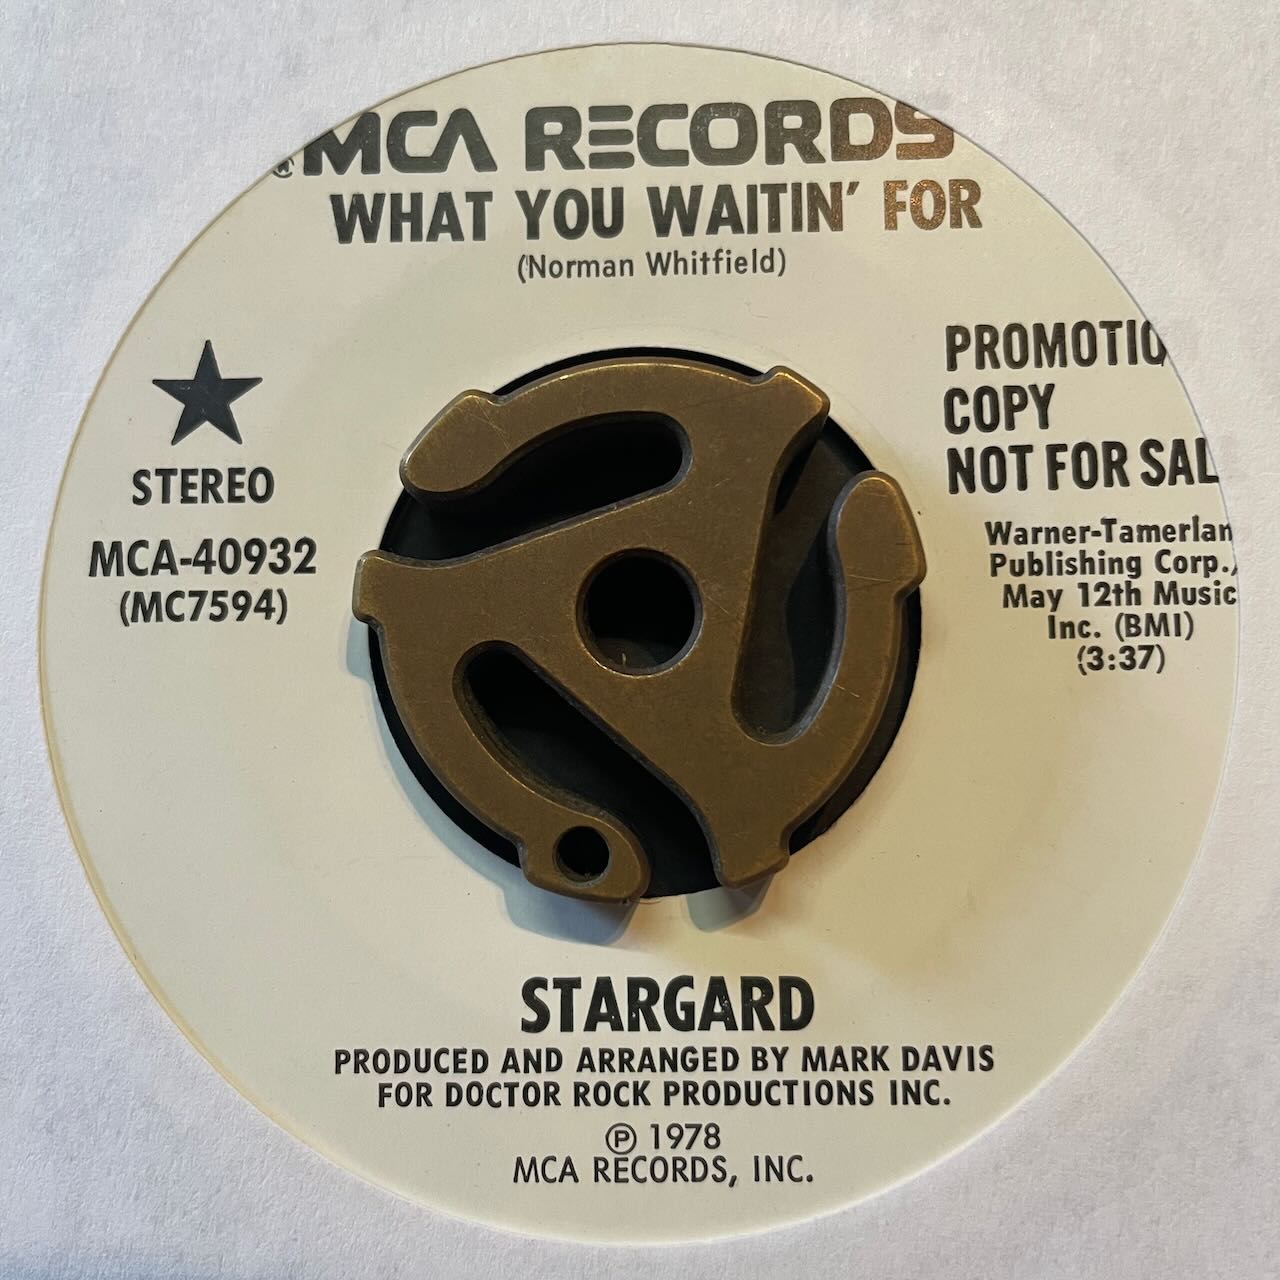 MCA RECORDS
WHAT YOU WAITIN' FOR
(Norman Whitfield)
PROMOTIO
COPY
NOT FOR SAL
STEREO
MCA-40932
(MC7594)
Warner-Tamerlan
Publishing Corp.,
May 12th Music
Inc. (BMI)
(3:37)
STARGARD
PRODUCED AND ARRANGED BY MARK DAVIS
FOR DOCTOR ROCK PRODUCTIONS INC.
℗ 1978
MCA RECORDS, INC.